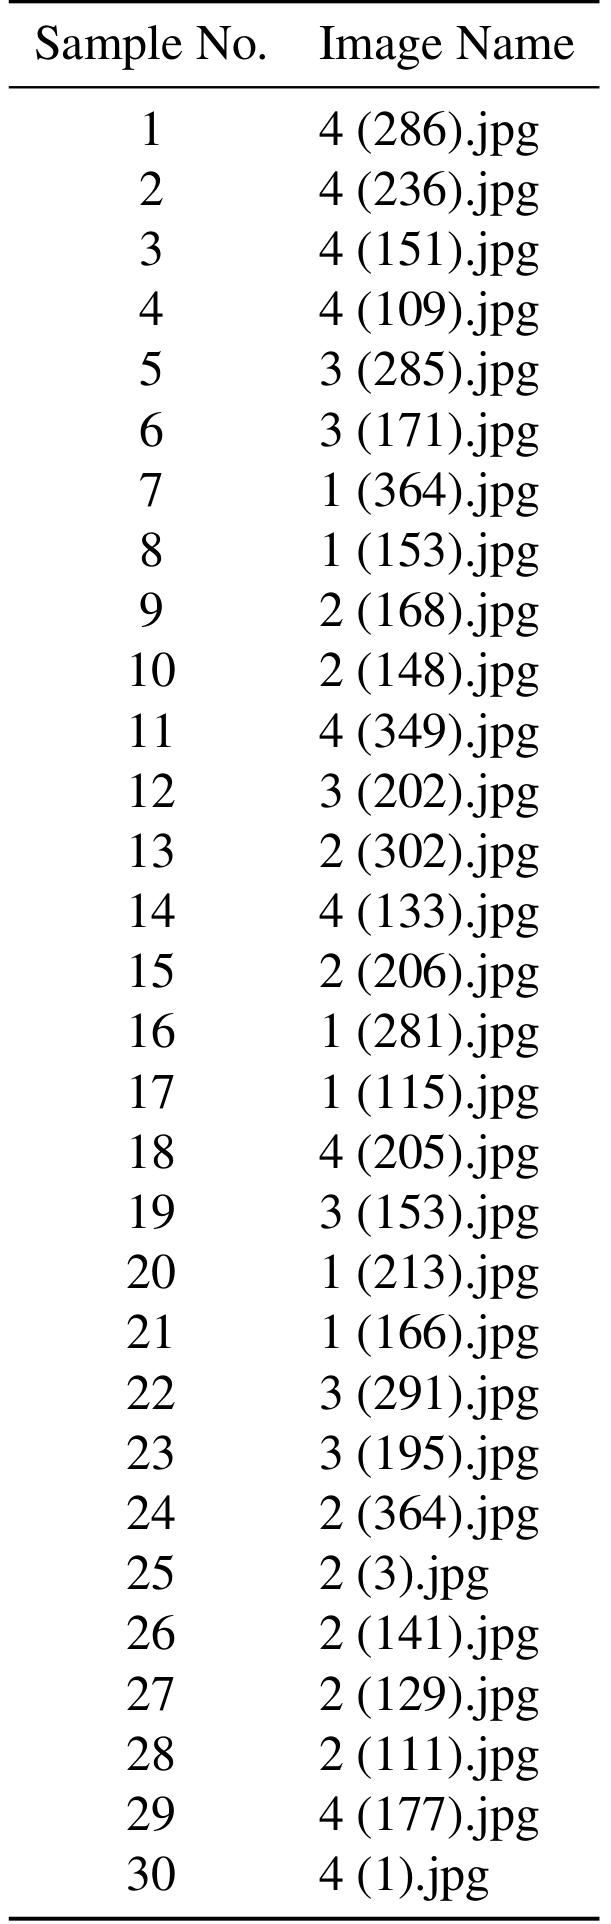 Sample No. Image Name
1 4 (286).jpg
2 4 (236).jpg
3 4 (151).jpg
4 4 (109).jpg
5 3 (285).jpg
6 3 (171).jpg
7 1 (364).jpg
8 1 (153).jpg
9 2 (168).jpg
10 2 (148).jpg
11 4 (349).jpg
12 3 (202).jpg
13 2 (302).jpg
14 4 (133).jpg
15 2 (206).jpg
16 1 (281).jpg
17 1 (115).jpg
18 4 (205).jpg
19 3 (153).jpg
20 1 (213).jpg
21 1 (166).jpg
22 3 (291).jpg
23 3 (195).jpg
24 2 (364).jpg
25 2 (3).jpg
26 2 (141).jpg
27 2 (129).jpg
28 2 (111).jpg
29 4 (177).jpg
30 4 (1).jpg